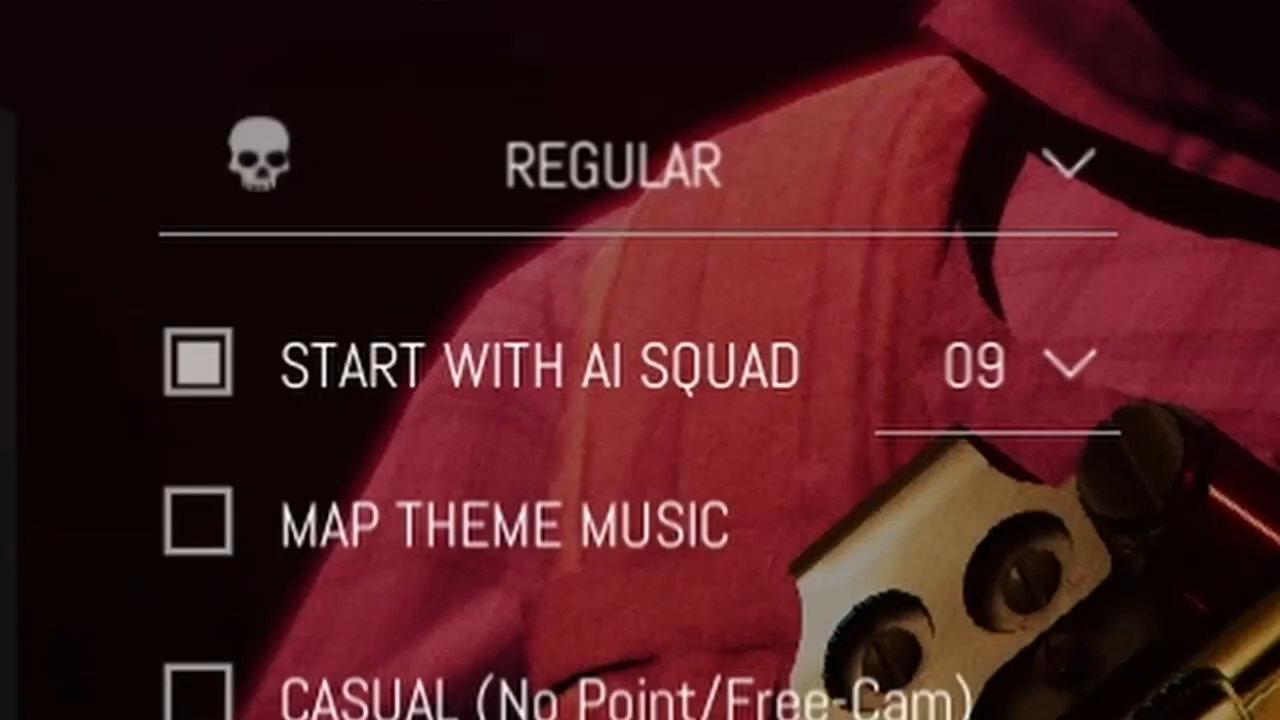 REGULAR
START WITH AI SQUAD 09
MAP THEME MUSIC
CASUAL (No Point/Free-Cam)